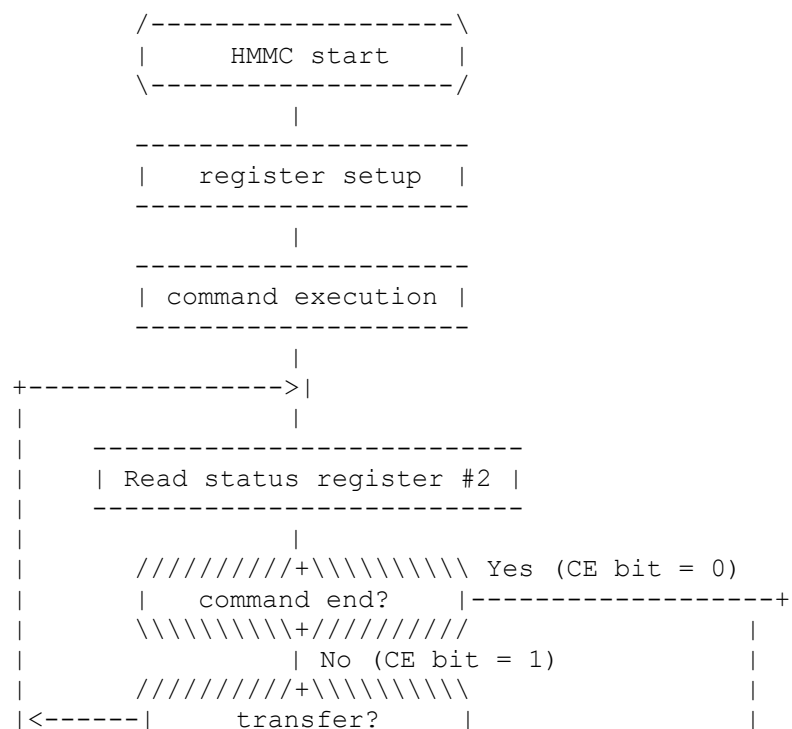 /-------------------\
|     HMMC start    |
\-------------------/
|
---------------------
|   register setup  |
---------------------
|
---------------------
| command execution |
---------------------
|
+---------------->|
|                 |
|    ---------------------------
|    | Read status register #2 |
|    ---------------------------
|                 |
|       //////////+\\\\\\\\\\ Yes (CE bit = 0)
|       |   command end?    |-------------------+
|       \\\\\\\\\\+//////////                  |
|                 | No (CE bit = 1)            |
|       //////////+\\\\\\\\\\                  |
|<------|     transfer?     |                  |